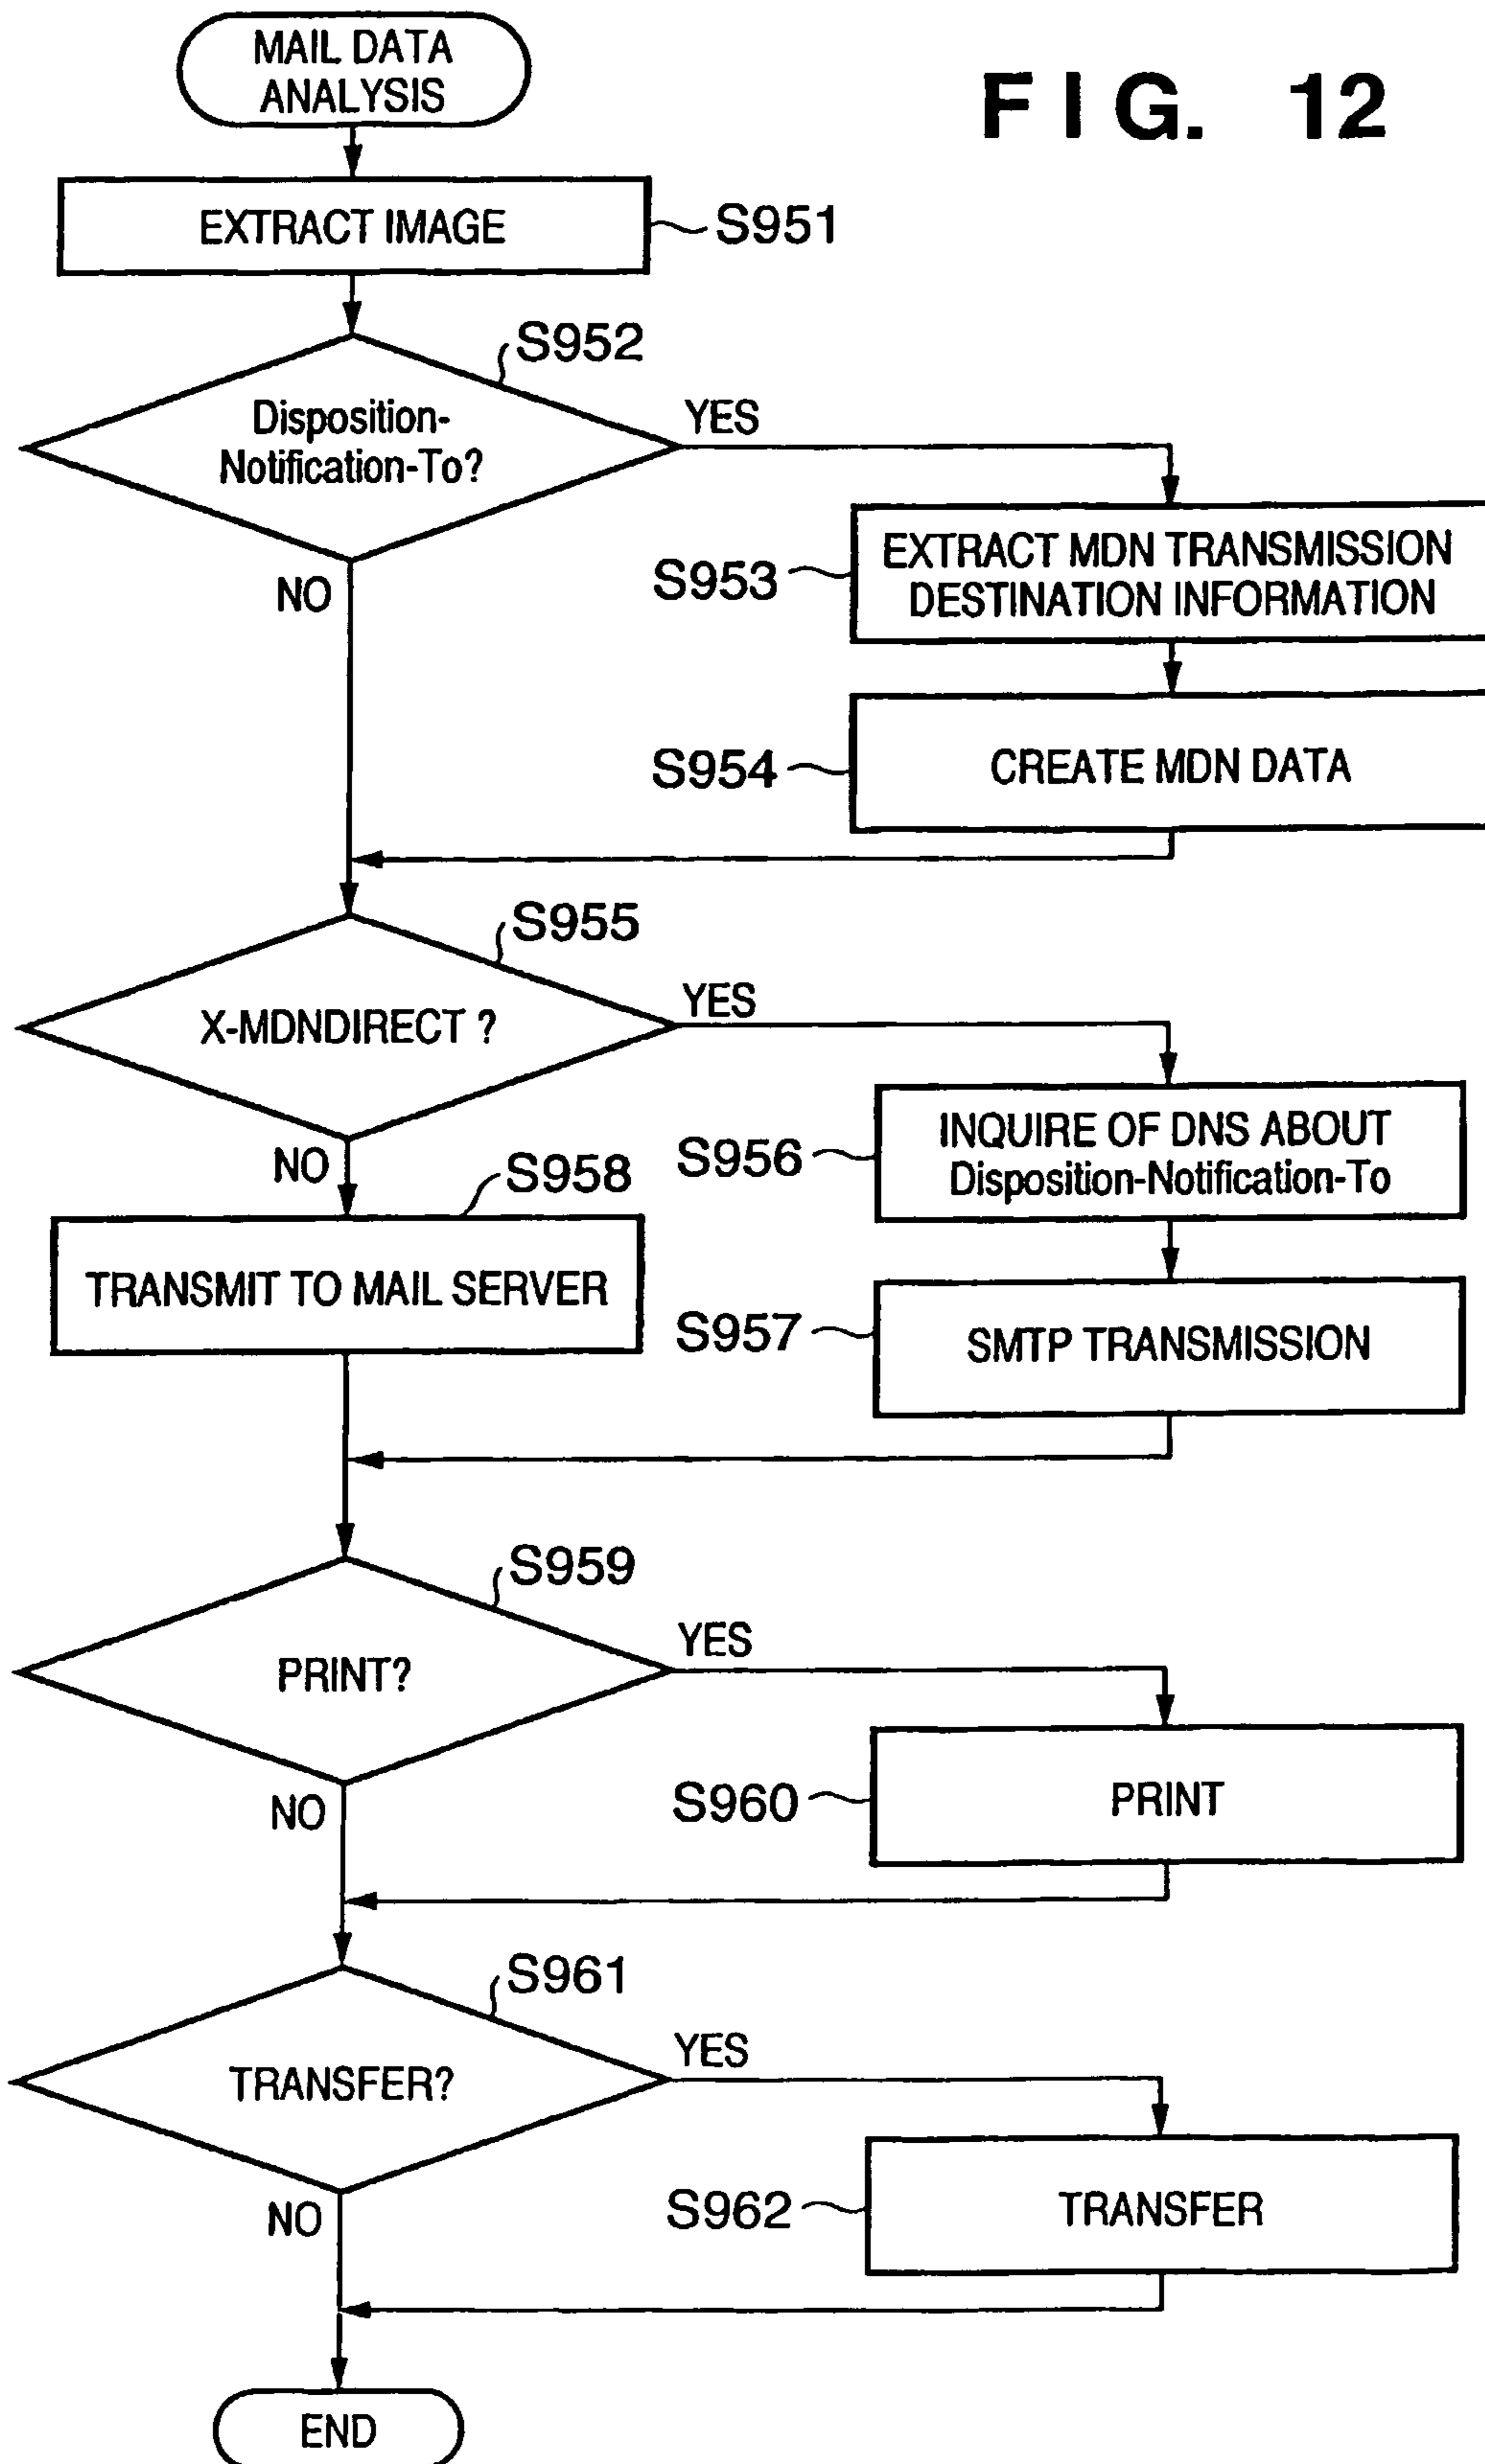 MAIL DATA
ANALYSIS
FIG. 12
EXTRACT IMAGE
S951
S952
Disposition-
Notification-To?
YES
NO
S953
EXTRACT MDN TRANSMISSION
DESTINATION INFORMATION
S954
CREATE MDN DATA
S955
X-MDNDIRECT ?
YES
NO
S956
INQUIRE OF DNS ABOUT
Disposition-Notification-To
S958
TRANSMIT TO MAIL SERVER
S957
SMTP TRANSMISSION
S959
PRINT?
YES
NO
S960
PRINT
S961
TRANSFER?
YES
NO
S962
TRANSFER
END